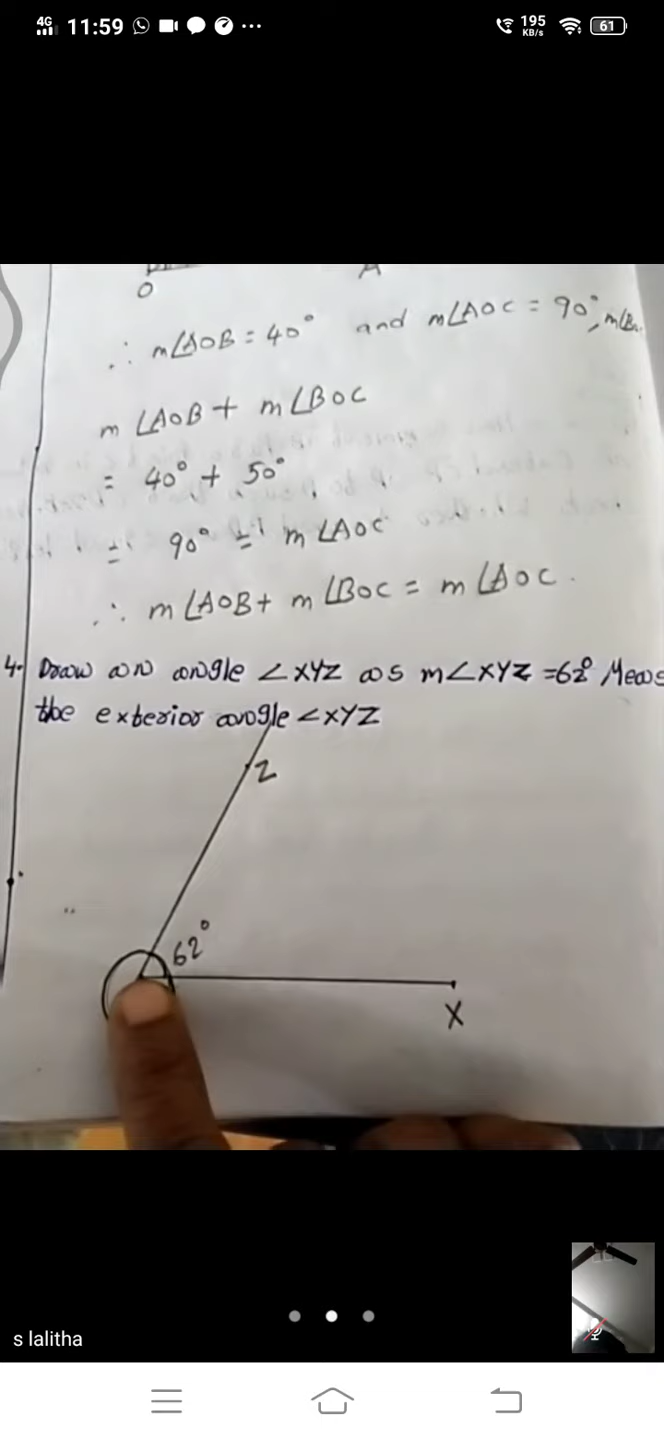 4G 11:59 ... 195 KB/s 61
O A
∴ m∠AOB = 40° and m∠AOC = 90°,
m ∠AOB + m ∠BOC
= 40° + 50°
= 90° = m ∠AOC
∴ m ∠AOB + m ∠BOC = m ∠AOC.
4. Draw an angle ∠XYZ as m∠XYZ =62° Meas
the exterior angle ∠XYZ
Z
62°
X
s lalitha